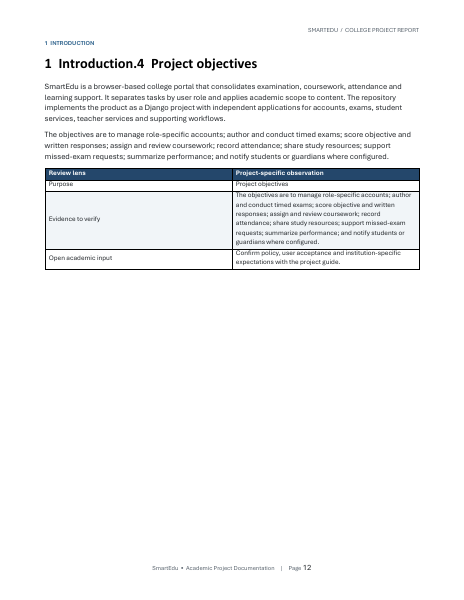 SMARTEDU / COLLEGE PROJECT REPORT
1 INTRODUCTION
1 Introduction.4 Project objectives
SmartEdu is a browser-based college portal that consolidates examination, coursework, attendance and
learning support. It separates tasks by user role and applies academic scope to content. The repository
implements the product as a Django project with independent applications for accounts, exams, student
services, teacher services and supporting workflows.
The objectives are to manage role-specific accounts; author and conduct timed exams; score objective and
written responses; assign and review coursework; record attendance; share study resources; support
missed-exam requests; summarize performance; and notify students or guardians where configured.
Review lens
Project-specific observation
Purpose
Project objectives
Evidence to verify
The objectives are to manage role-specific accounts; author
and conduct timed exams; score objective and written
responses; assign and review coursework; record
attendance; share study resources; support missed-exam
requests; summarize performance; and notify students or
guardians where configured.
Open academic input
Confirm policy, user acceptance and institution-specific
expectations with the project guide.
SmartEdu • Academic Project Documentation | Page 12